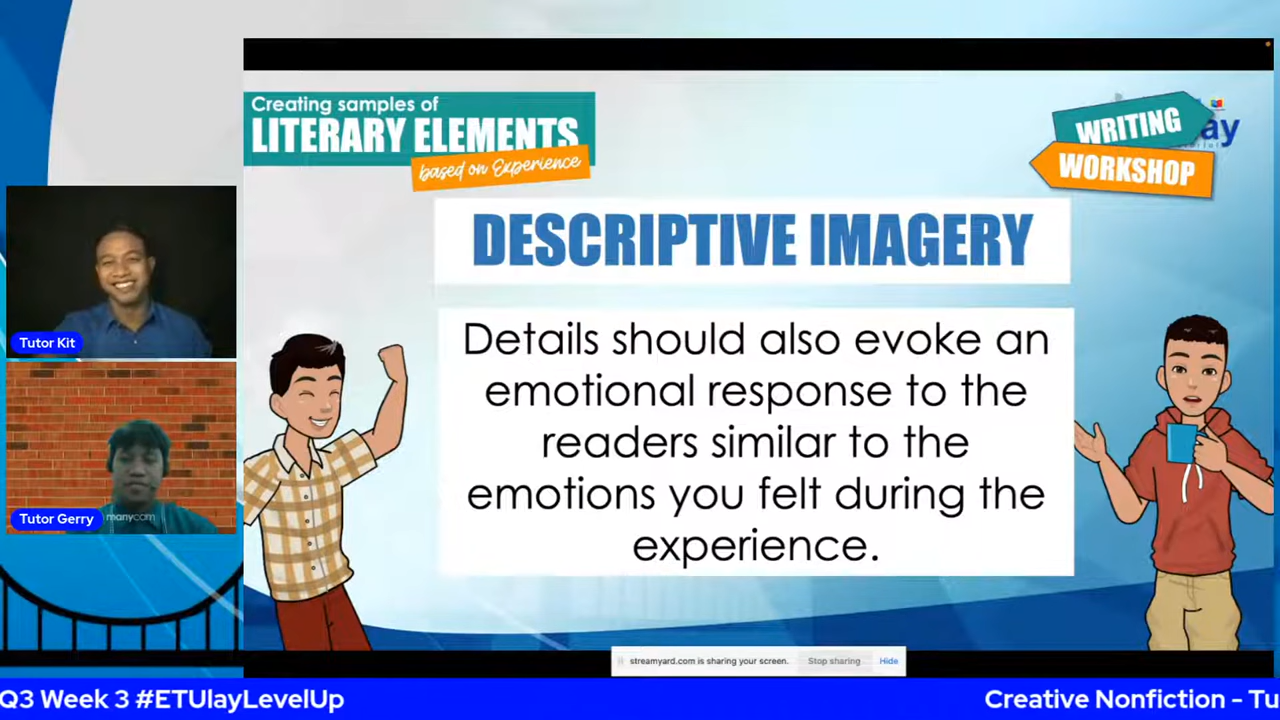 Creating samples of
LITERARY ELEMENTS
based on Experience
WRITING
WORKSHOP
DESCRIPTIVE IMAGERY
Details should also evoke an
emotional response to the
readers similar to the
emotions you felt during the
experience.
Tutor Kit
Tutor Gerry
manycam
streamyard.com is sharing your screen.
Stop sharing
Hide
Q3 Week 3 #ETUlayLevelUp
Creative Nonfiction - Tu